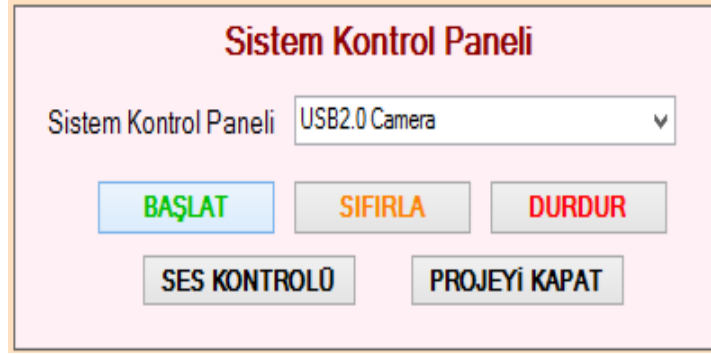 Sistem Kontrol Paneli
Sistem Kontrol Paneli USB2.0 Camera
BAŞLAT SIFIRLA DURDUR
SES KONTROLÜ PROJEYİ KAPAT